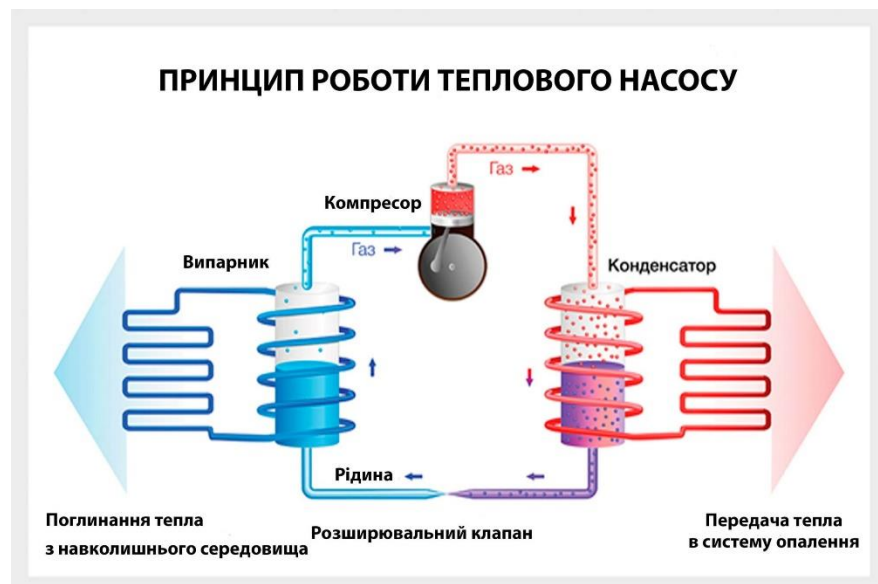 ПРИНЦИП РОБОТИ ТЕПЛОВОГО НАСОСУ
Газ
Компресор
Газ
Випарник
Конденсатор
Рідина
Розширювальний клапан
Поглинання тепла
з навколишнього середовища
Передача тепла
в систему опалення